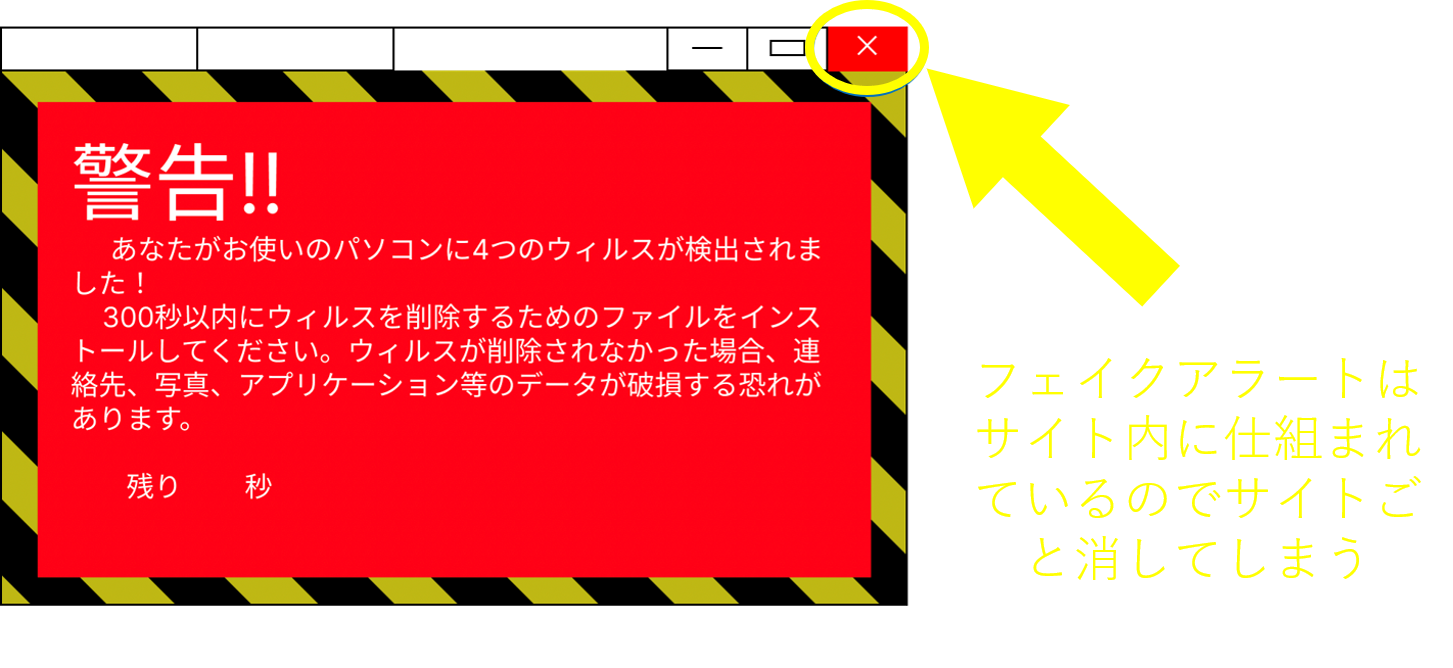 警告!!
あなたがお使いのパソコンに4つのウィルスが検出されま
した！
300秒以内にウィルスを削除するためのファイルをインス
トールしてください。ウィルスが削除されなかった場合、連
絡先、写真、アプリケーション等のデータが破損する恐れが
あります。
残り　　秒
フェイクアラートは
サイト内に仕組まれ
ているのでサイトご
と消してしまう